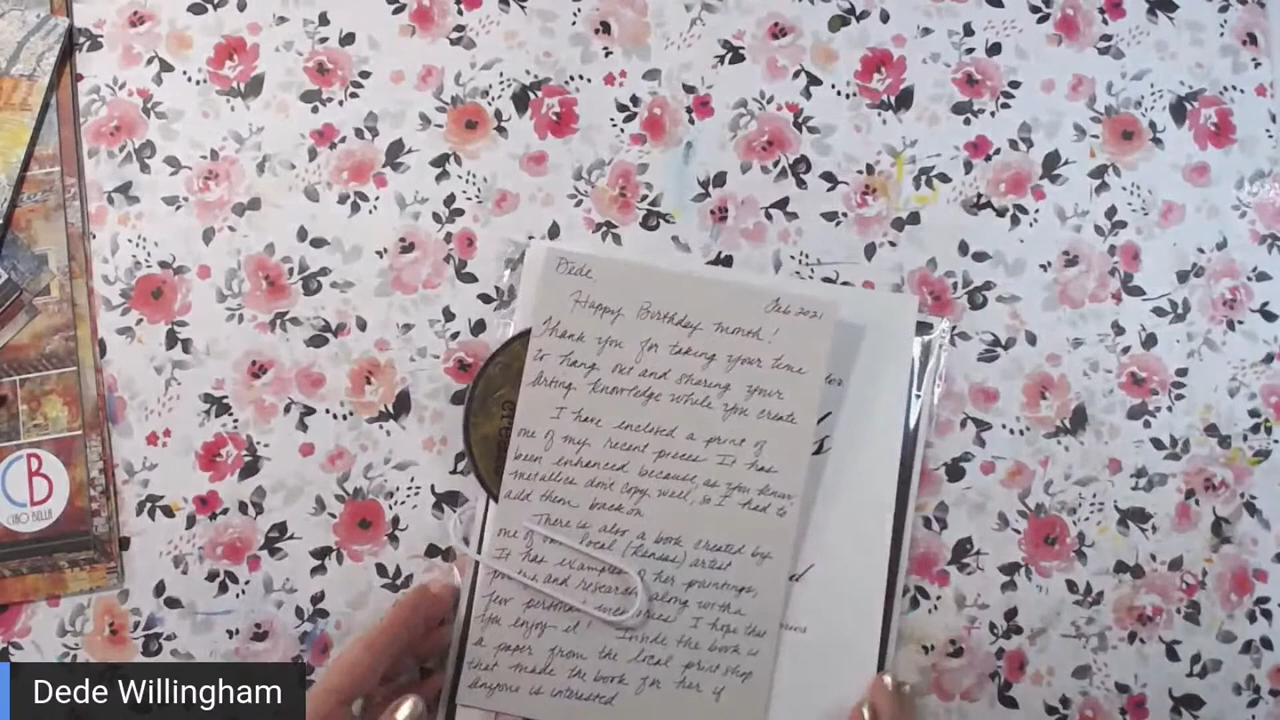 Dede,
Feb 2021
Happy Birthday month!
Thank you for taking your time
to hang out and sharing your
Arting knowledge while you create
I have enclosed a print of
one of my recent pieces It has
been enhanced because, as you know
metallics don't copy well, so I had to
add them back on
There is also a book created by
one of local (Kansas) artist
It has examples of her paintings,
and research along with a
few personal I hope that
you enjoy it! Inside the book is
a paper from the local print shop
that made the book for her if
anyone is interested
CB
CIAO BELLA
Dede Willingham